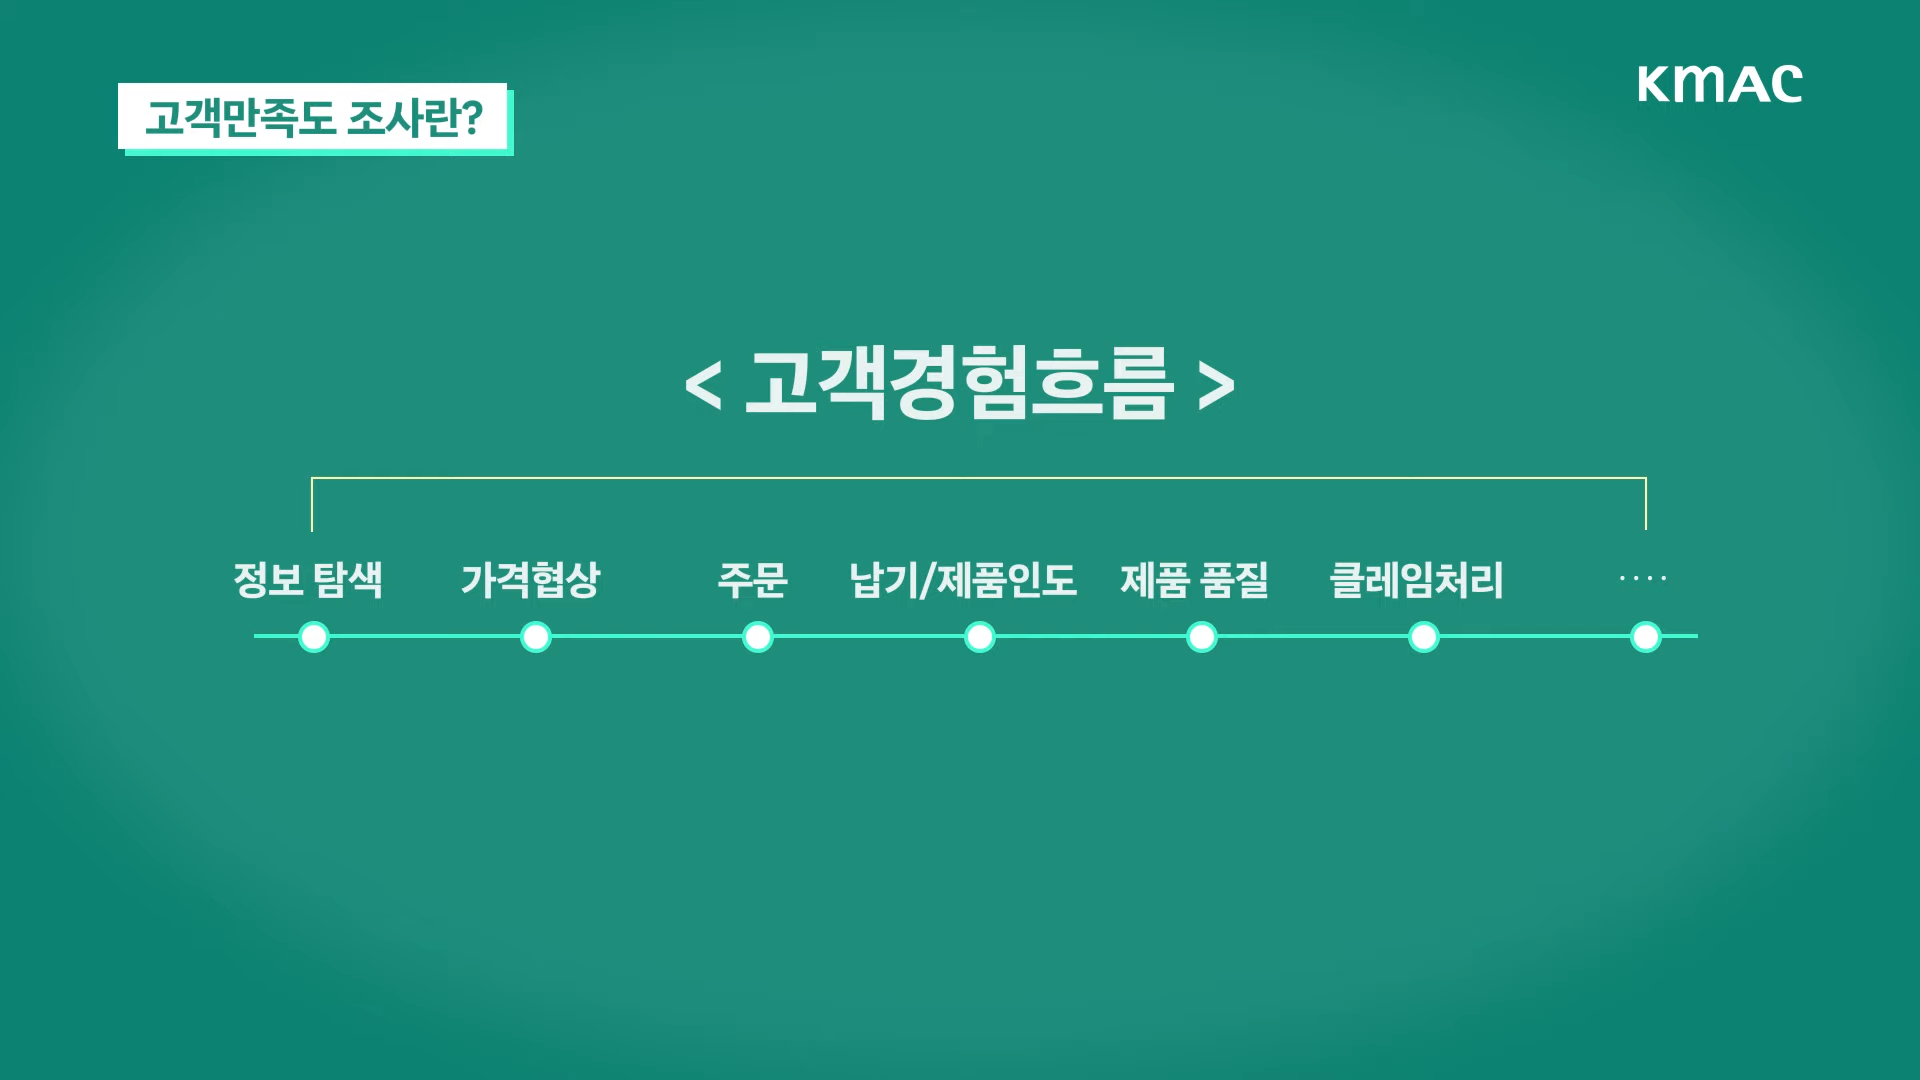 고객만족도 조사란?
KMAC
< 고객경험흐름 >
정보 탐색 가격협상 주문 납기/제품인도 제품 품질 클레임처리 ····